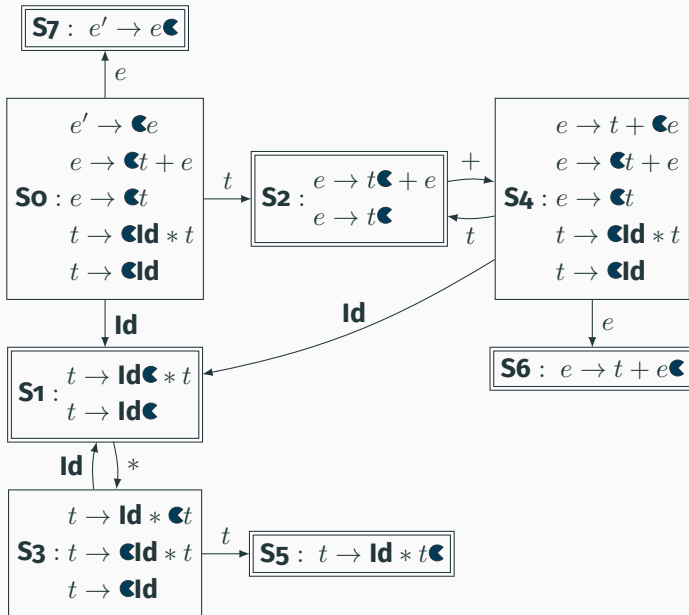 S7 : e′ → e
e
e′ → e
e → t + e
S0 : e → t
t → Id * t
t → Id
t
S2 : e → t + e
e → t
+
t
e → t + e
e → t + e
S4 : e → t
t → Id * t
t → Id
Id
Id
e
S1 : t → Id * t
t → Id
S6 : e → t + e
Id
*
t → Id * t
S3 : t → Id * t
t → Id
t
S5 : t → Id * t